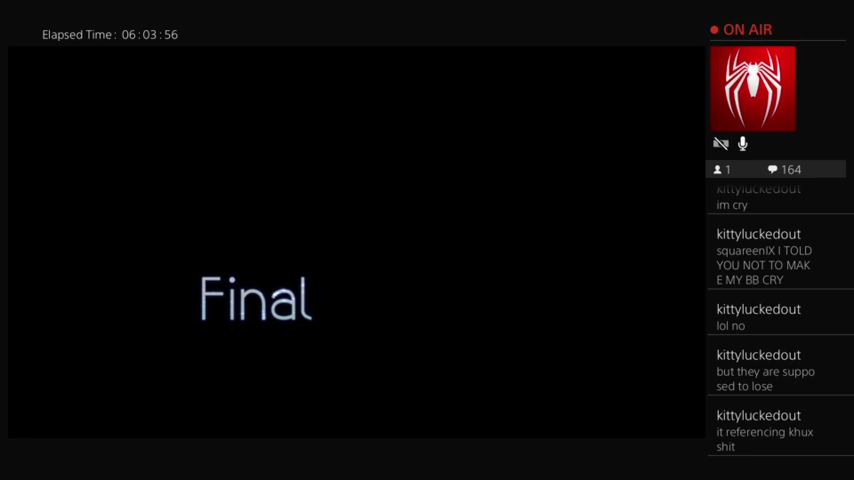 Elapsed Time : 06:03:56
ON AIR
1 164
kittyluckedout
im cry
kittyluckedout
squareenIX I TOLD
YOU NOT TO MAK
E MY BB CRY
kittyluckedout
lol no
kittyluckedout
but they are suppo
sed to lose
kittyluckedout
it referencing khux
shit
Final